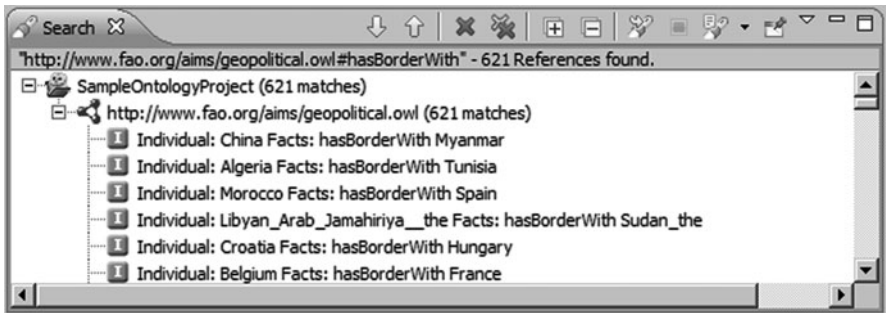 Search
"http://www.fao.org/aims/geopolitical.owl#hasBorderWith" - 621 References found.
SampleOntologyProject (621 matches)
http://www.fao.org/aims/geopolitical.owl (621 matches)
Individual: China Facts: hasBorderWith Myanmar
Individual: Algeria Facts: hasBorderWith Tunisia
Individual: Morocco Facts: hasBorderWith Spain
Individual: Libyan_Arab_Jamahiriya__the Facts: hasBorderWith Sudan_the
Individual: Croatia Facts: hasBorderWith Hungary
Individual: Belgium Facts: hasBorderWith France